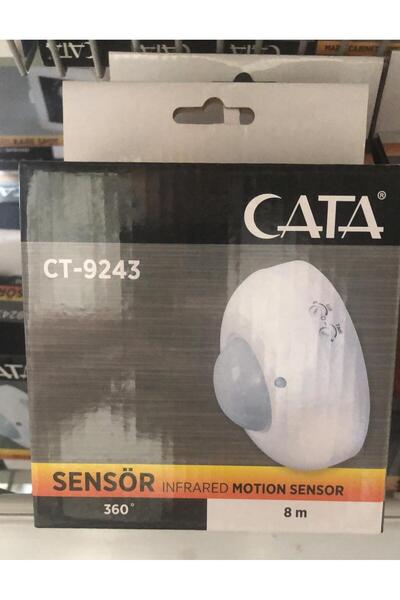 CATA®
CT-9243
SENSÖR INFRARED MOTION SENSOR
360°
8 m